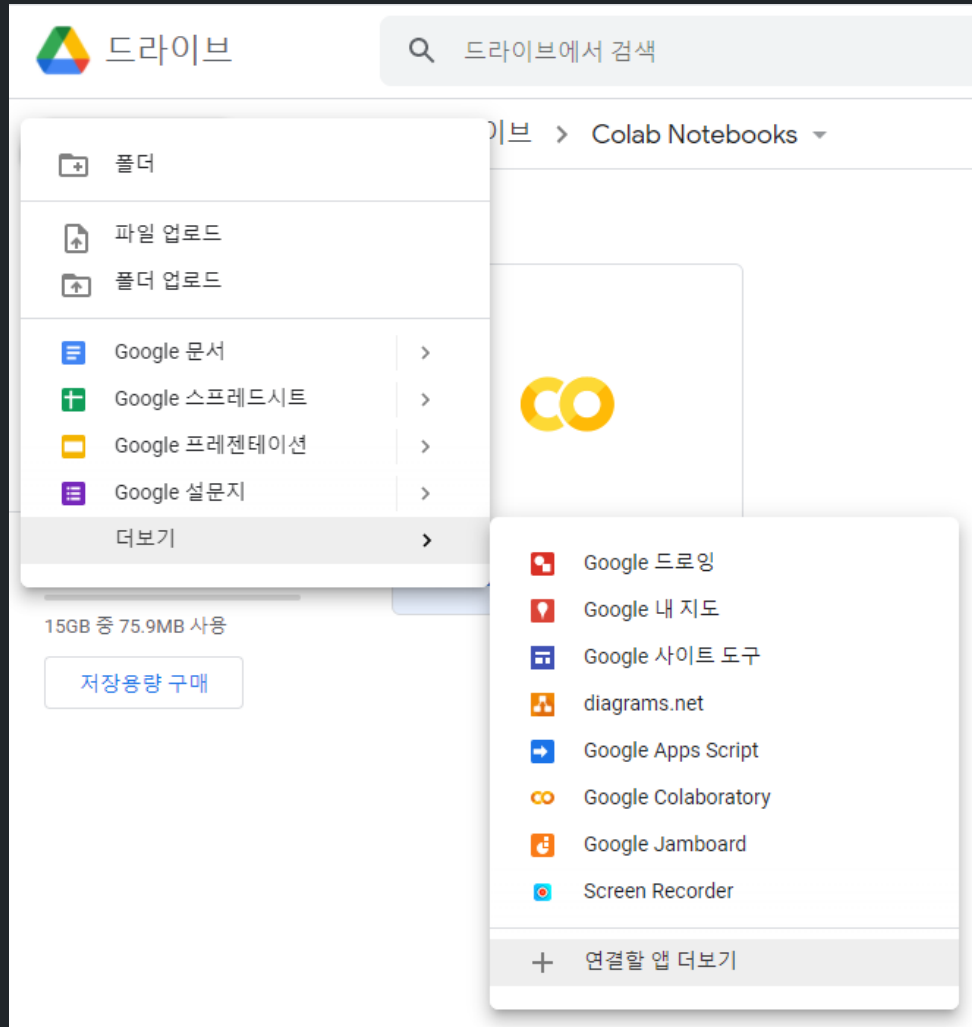 드라이브
드라이브에서 검색
이브 > Colab Notebooks
폴더
파일 업로드
폴더 업로드
Google 문서
Google 스프레드시트
Google 프레젠테이션
Google 설문지
더보기
Google 드로잉
Google 내 지도
Google 사이트 도구
diagrams.net
Google Apps Script
Google Colaboratory
Google Jamboard
Screen Recorder
연결할 앱 더보기
15GB 중 75.9MB 사용
저장용량 구매